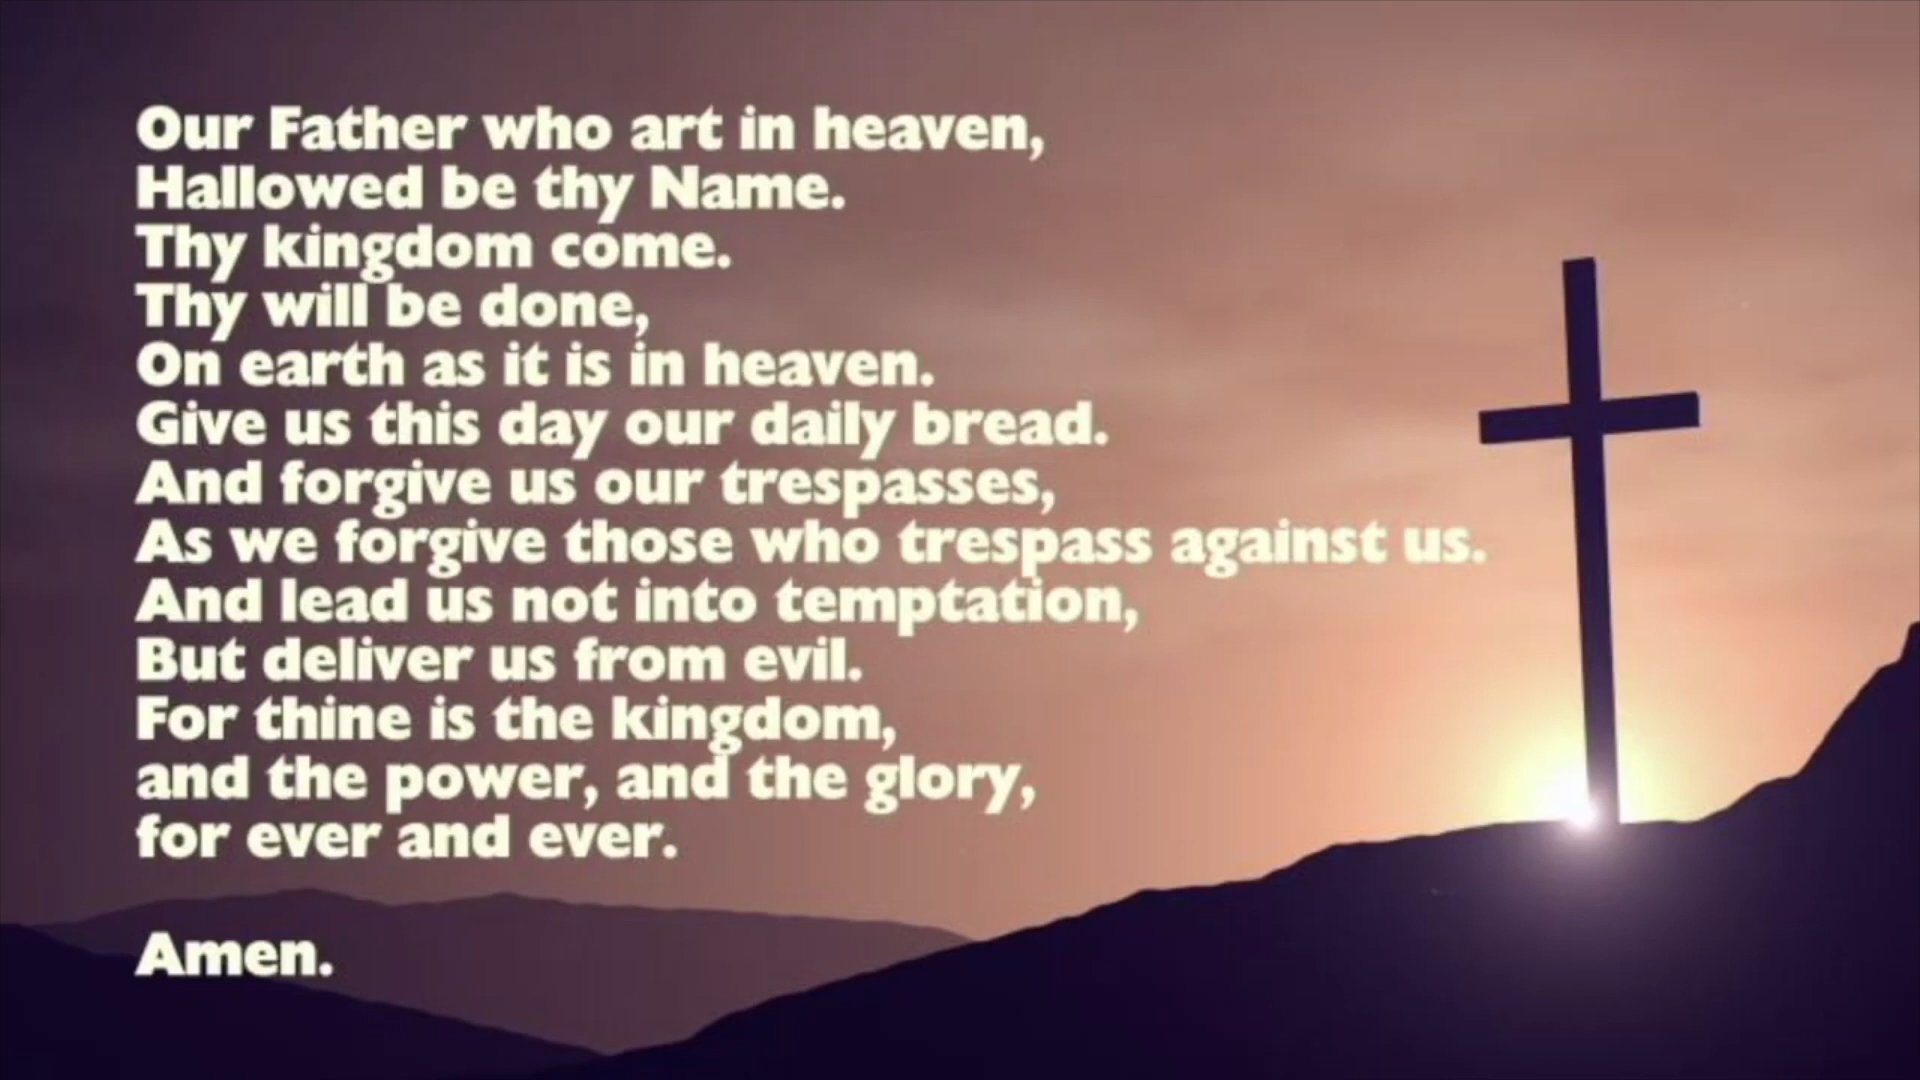 Our Father who art in heaven,
Hallowed be thy Name.
Thy kingdom come.
Thy will be done,
On earth as it is in heaven.
Give us this day our daily bread.
And forgive us our trespasses,
As we forgive those who trespass against us.
And lead us not into temptation,
But deliver us from evil.
For thine is the kingdom,
and the power, and the glory,
for ever and ever.
Amen.